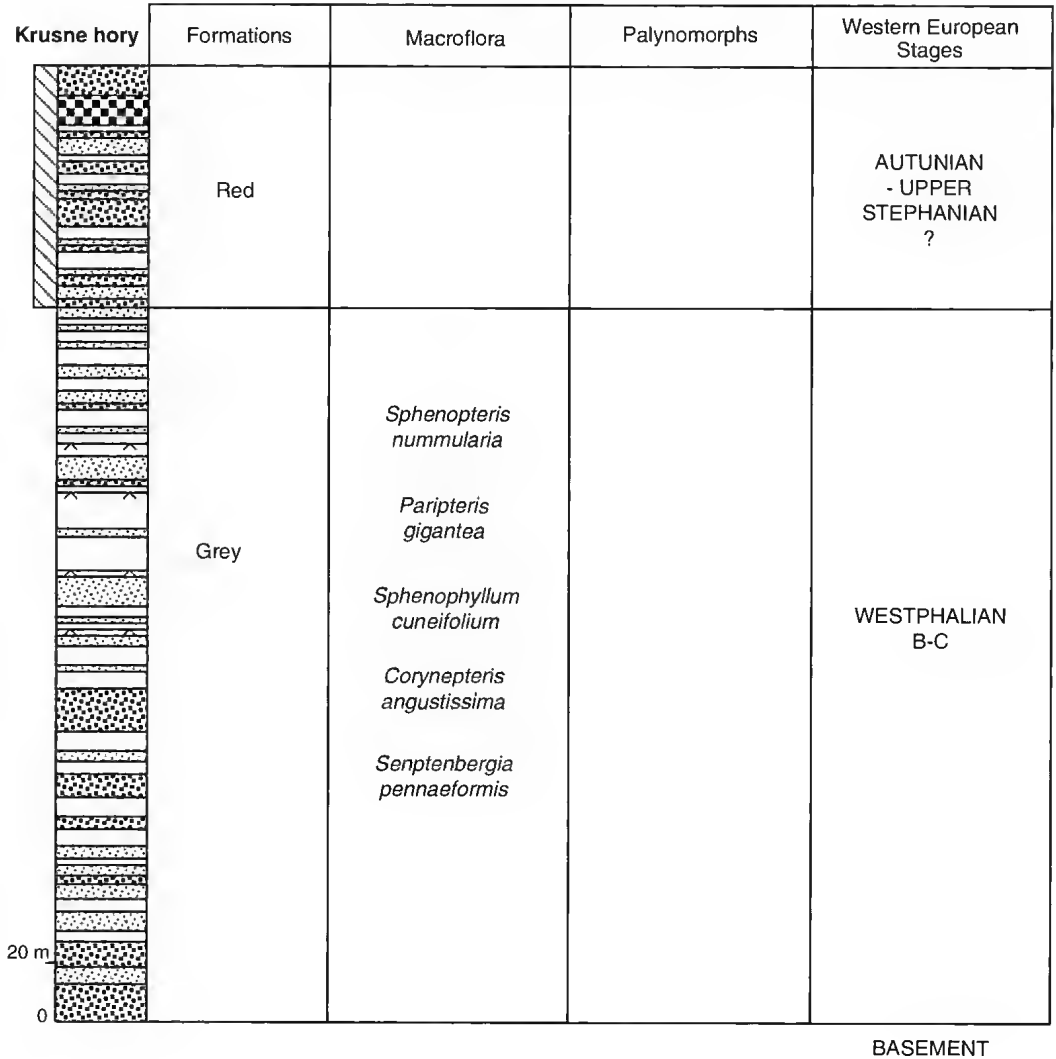 Krusne hory
Formations
Macroflora
Palynomorphs
Western European
Stages
Red
AUTUNIAN
- UPPER
STEPHANIAN
?
Sphenopteris
nummularia
Paripteris
gigantea
Grey
Sphenophyllum
cuneifolium
WESTPHALIAN
B-C
Corynepteris
angustissima
Senptenbergia
pennaeformis
20 m
0
BASEMENT